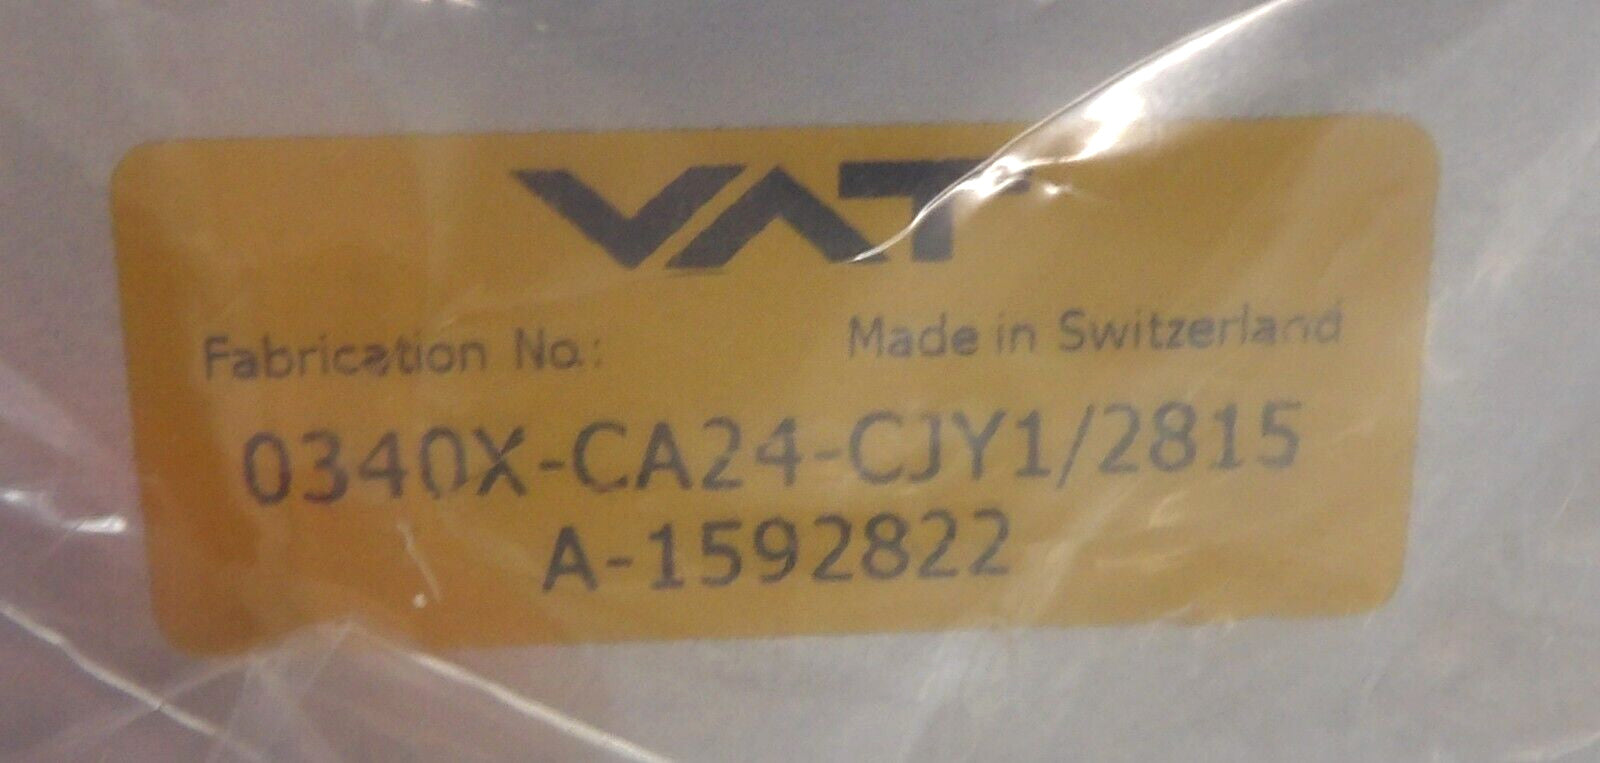 VAT
Fabrication No.: Made in Switzerland
0340X-CA24-CJY1/2815
A-1592822